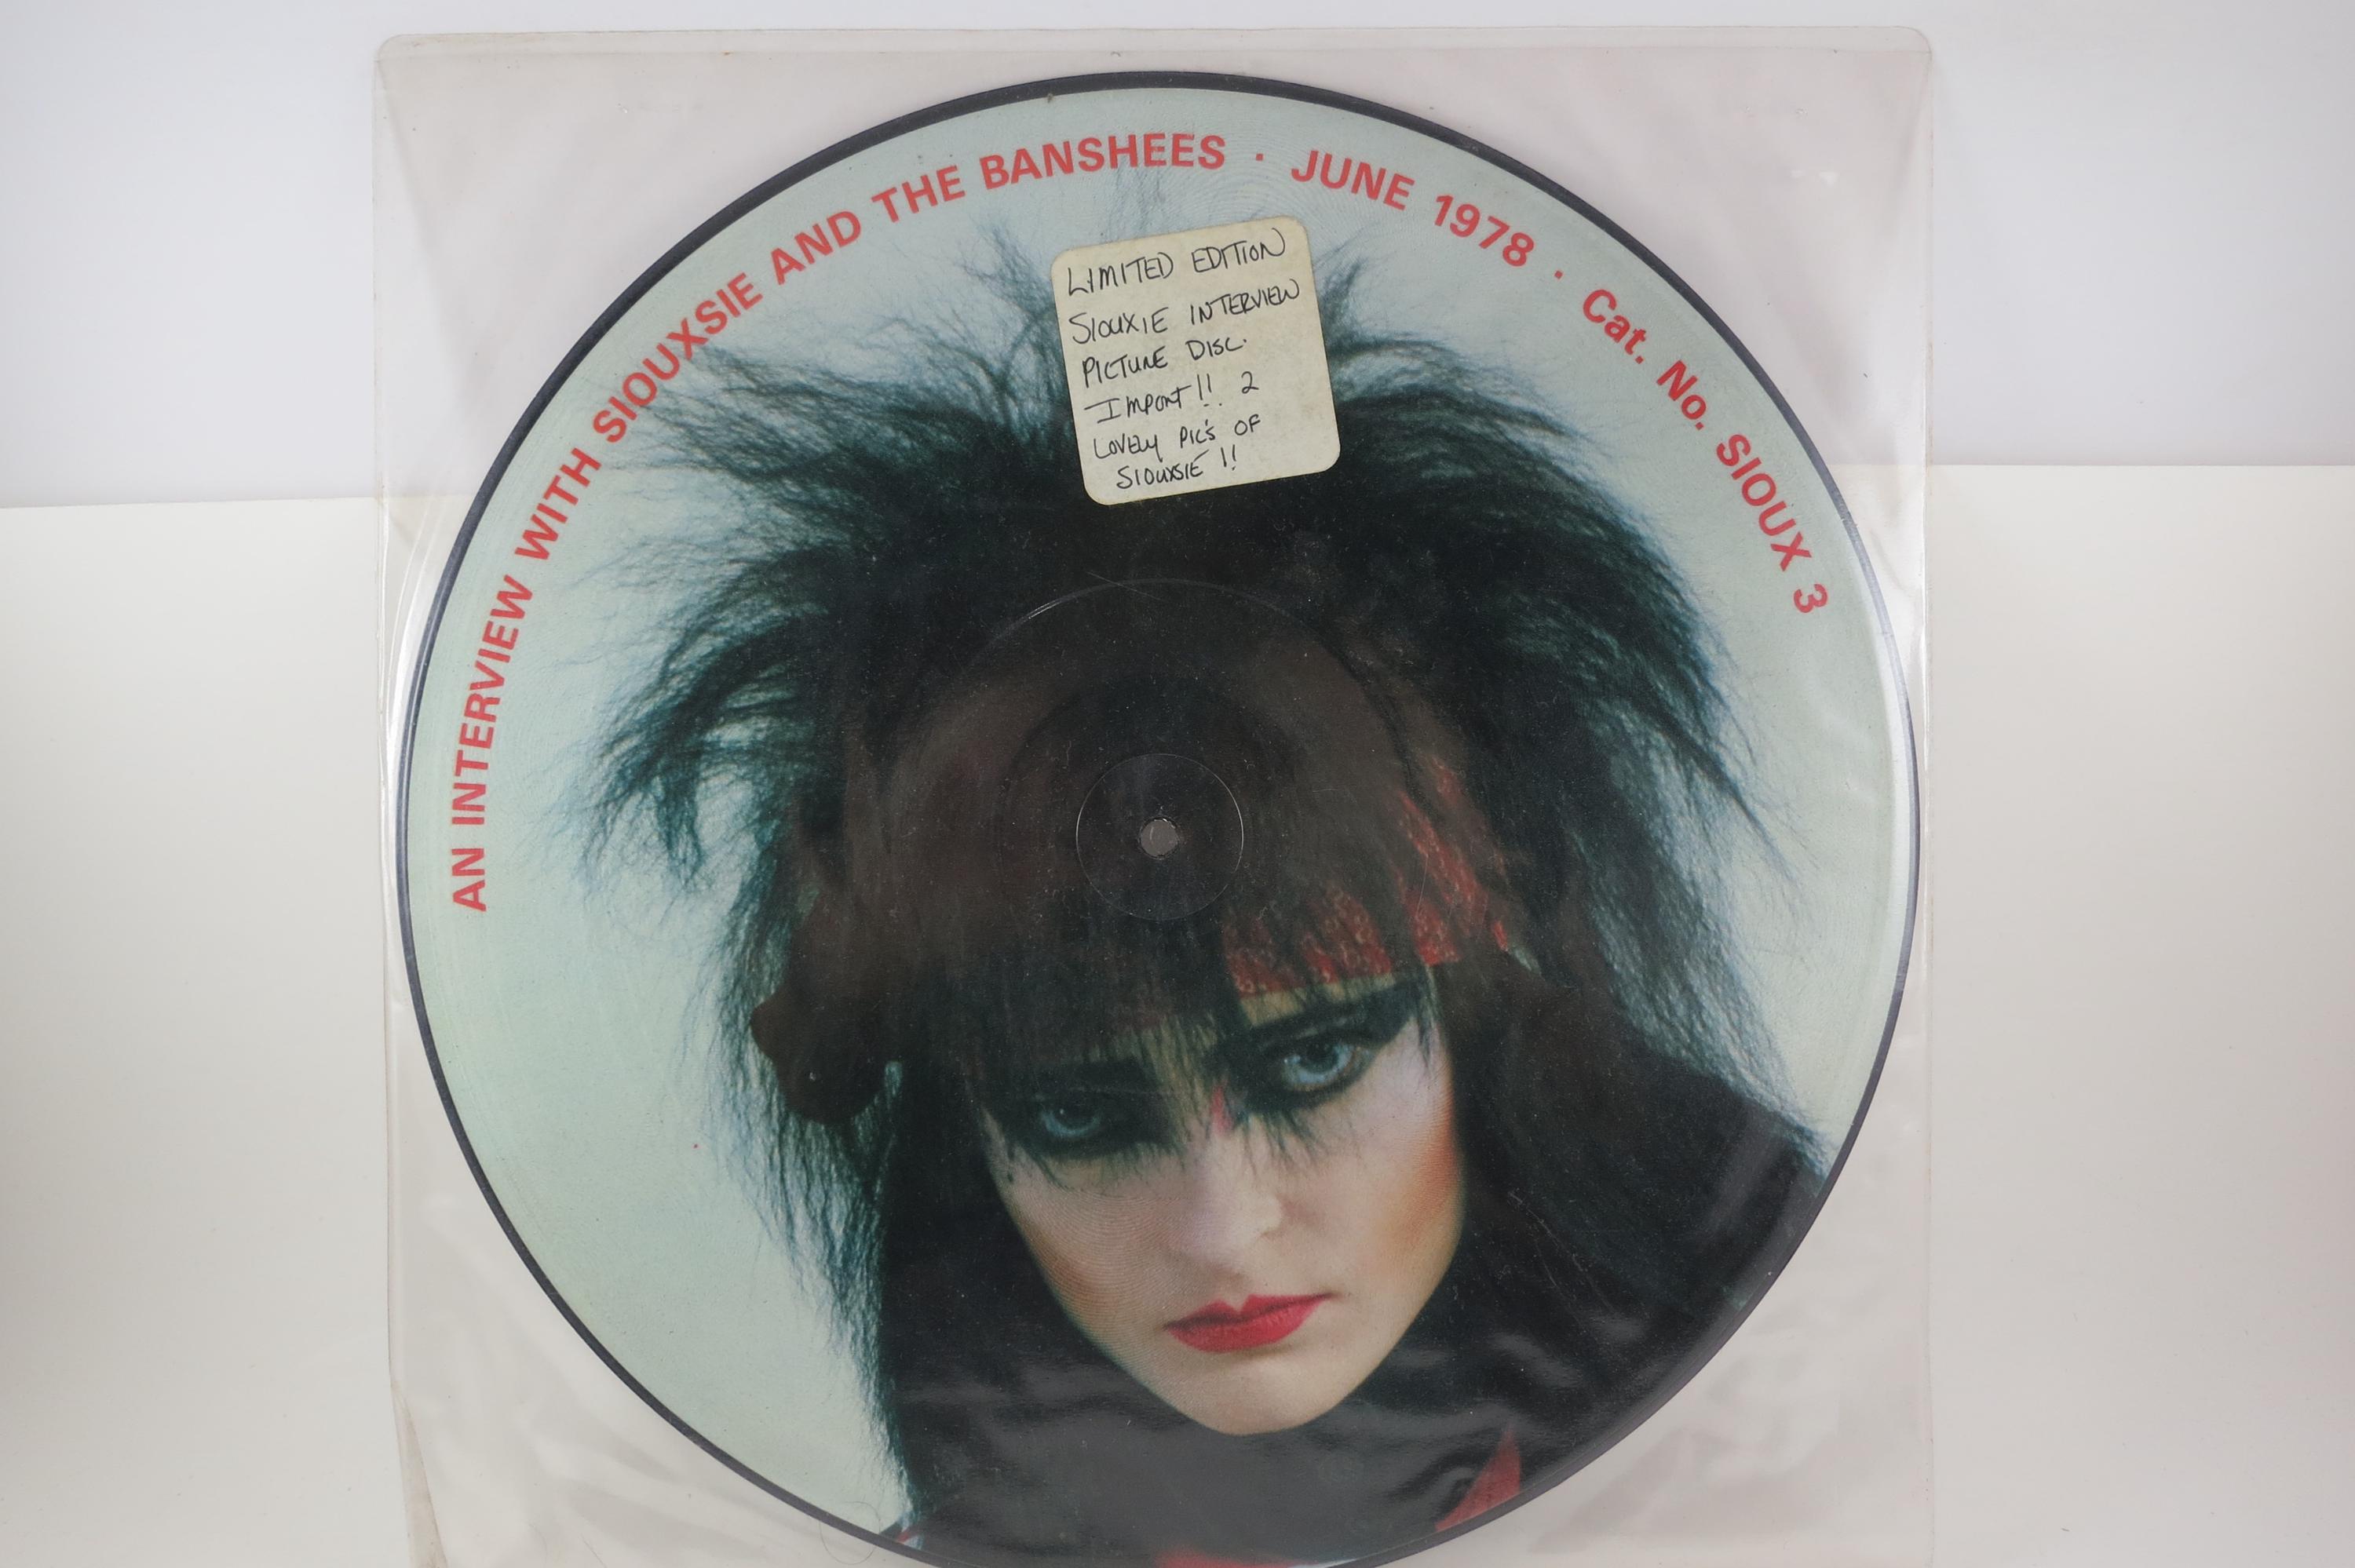 AN INTERVIEW WITH SIOUXSIE AND THE BANSHEES · JUNE 1978 · Cat. No. SIOUX 3
LIMITED EDITION
SIOUXIE INTERVIEW
PICTURE DISC.
IMPORT!! 2
LOVELY PIC'S OF
SIOUXSIE !!